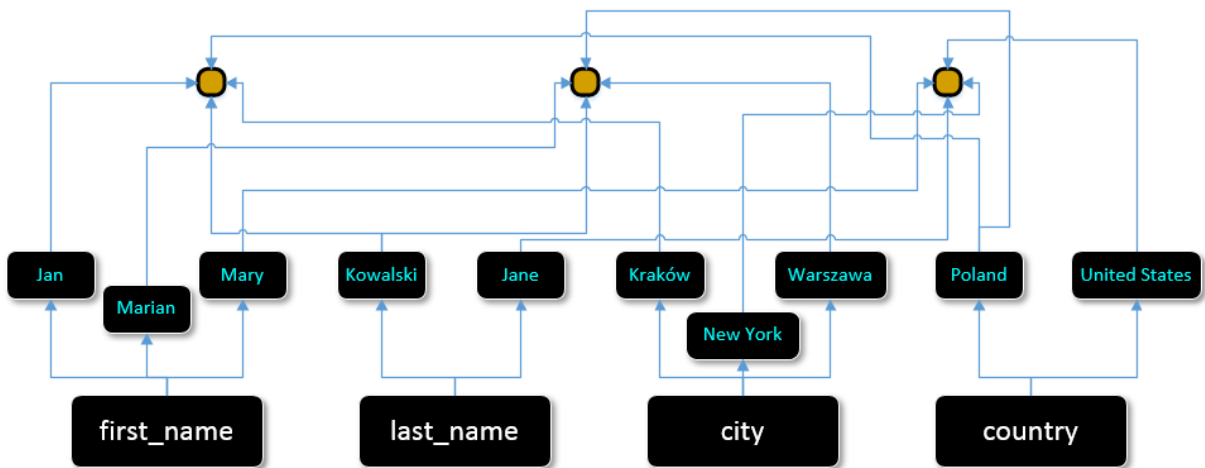 Jan
Marian
Mary
Kowalski
Jane
Kraków
New York
Warszawa
Poland
United States
first_name
last_name
city
country